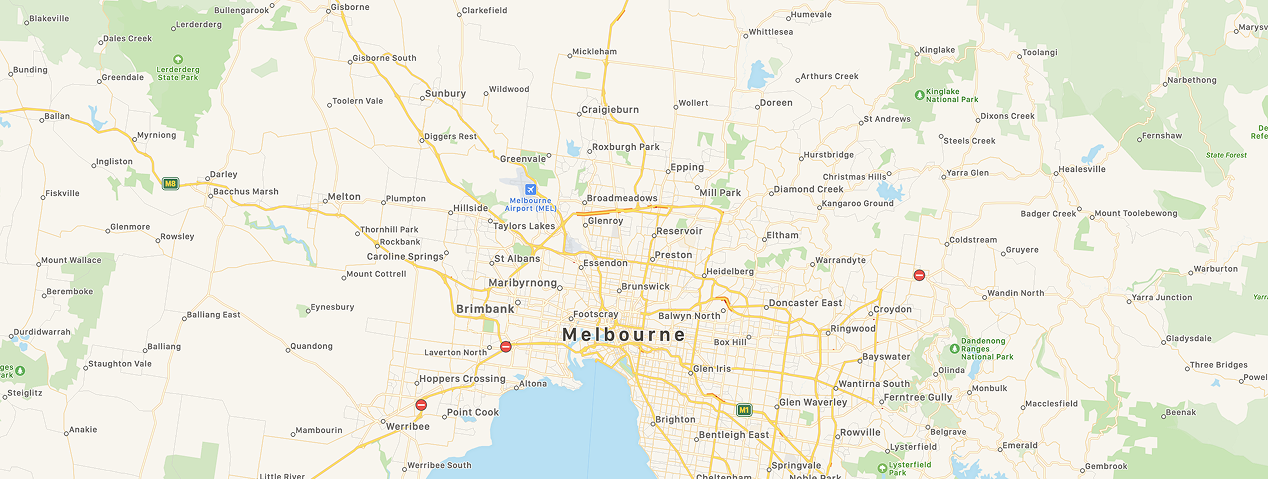 Blakeville
Bullengarook
Gisborne
Clarkefield
Humevale
Lerderderg
Dales Creek
Whittlesea
Kinglake
Toolangi
Marysv
Mickleham
Gisborne South
Bunding
Greendale
Lerderderg
State Park
Arthurs Creek
Narbethong
Sunbury
Wildwood
Kinglake
National Park
Toolern Vale
Craigieburn
Wollert
Doreen
Ballan
St Andrews
Dixons Creek
Myrniong
Diggers Rest
Steels Creek
Fernshaw
De
Refe
Roxburgh Park
Greenvale
Hurstbridge
State Forest
Ingliston
Epping
Healesville
Darley
M8
Christmas Hills
Yarra Glen
Fiskville
Bacchus Marsh
Melton
Plumpton
Melbourne
Airport (MEL)
Broadmeadows
Mill Park
Diamond Creek
Hillside
Kangaroo Ground
Badger Creek
Mount Toolebewong
Glenmore
Taylors Lakes
Glenroy
Thornhill Park
Rowsley
Reservoir
Eltham
Rockbank
Coldstream
Caroline Springs
Gruyere
Mount Wallace
St Albans
Essendon
Preston
Warrandyte
Mount Cottrell
Heidelberg
Warburton
Maribyrnong
Brunswick
Beremboke
Wandin North
Yarra Junction
Yarra
Eynesbury
Brimbank
Doncaster East
Croydon
Balliang East
Footscray
Balwyn North
Durdidwarrah
Melbourne
Ringwood
Box Hill
Gladysdale
Balliang
Quandong
Laverton North
Dandenong
Ranges
National Park
Bayswater
Staughton Vale
Three Bridges
ges
Park
Glen Iris
Olinda
Hoppers Crossing
Altona
Wantirna South
Powel
Steiglitz
Monbulk
Ferntree Gully
Glen Waverley
M1
Macclesfield
Point Cook
Beenak
Brighton
Werribee
Anakie
Mambourin
Bentleigh East
Rowville
Belgrave
Lysterfield
Emerald
Werribee South
Springvale
Lysterfield
Park
Gembrook
Little River
Cheltenham
Noble Park